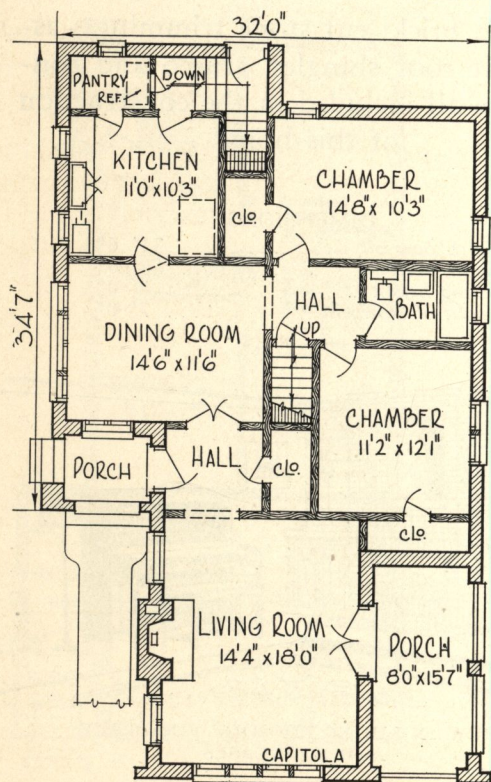 32'0"
34'7"
PANTRY
REF.
DOWN
KITCHEN
11'0"x10'3"
CLO.
CHAMBER
14'8"x 10'3"
DINING ROOM
14'6"x11'6"
HALL
UP
BATH
CHAMBER
11'2"x12'1"
PORCH
HALL
CLO.
CLO.
LIVING ROOM
14'4"x18'0"
PORCH
8'0"x15'7"
CAPITOLA